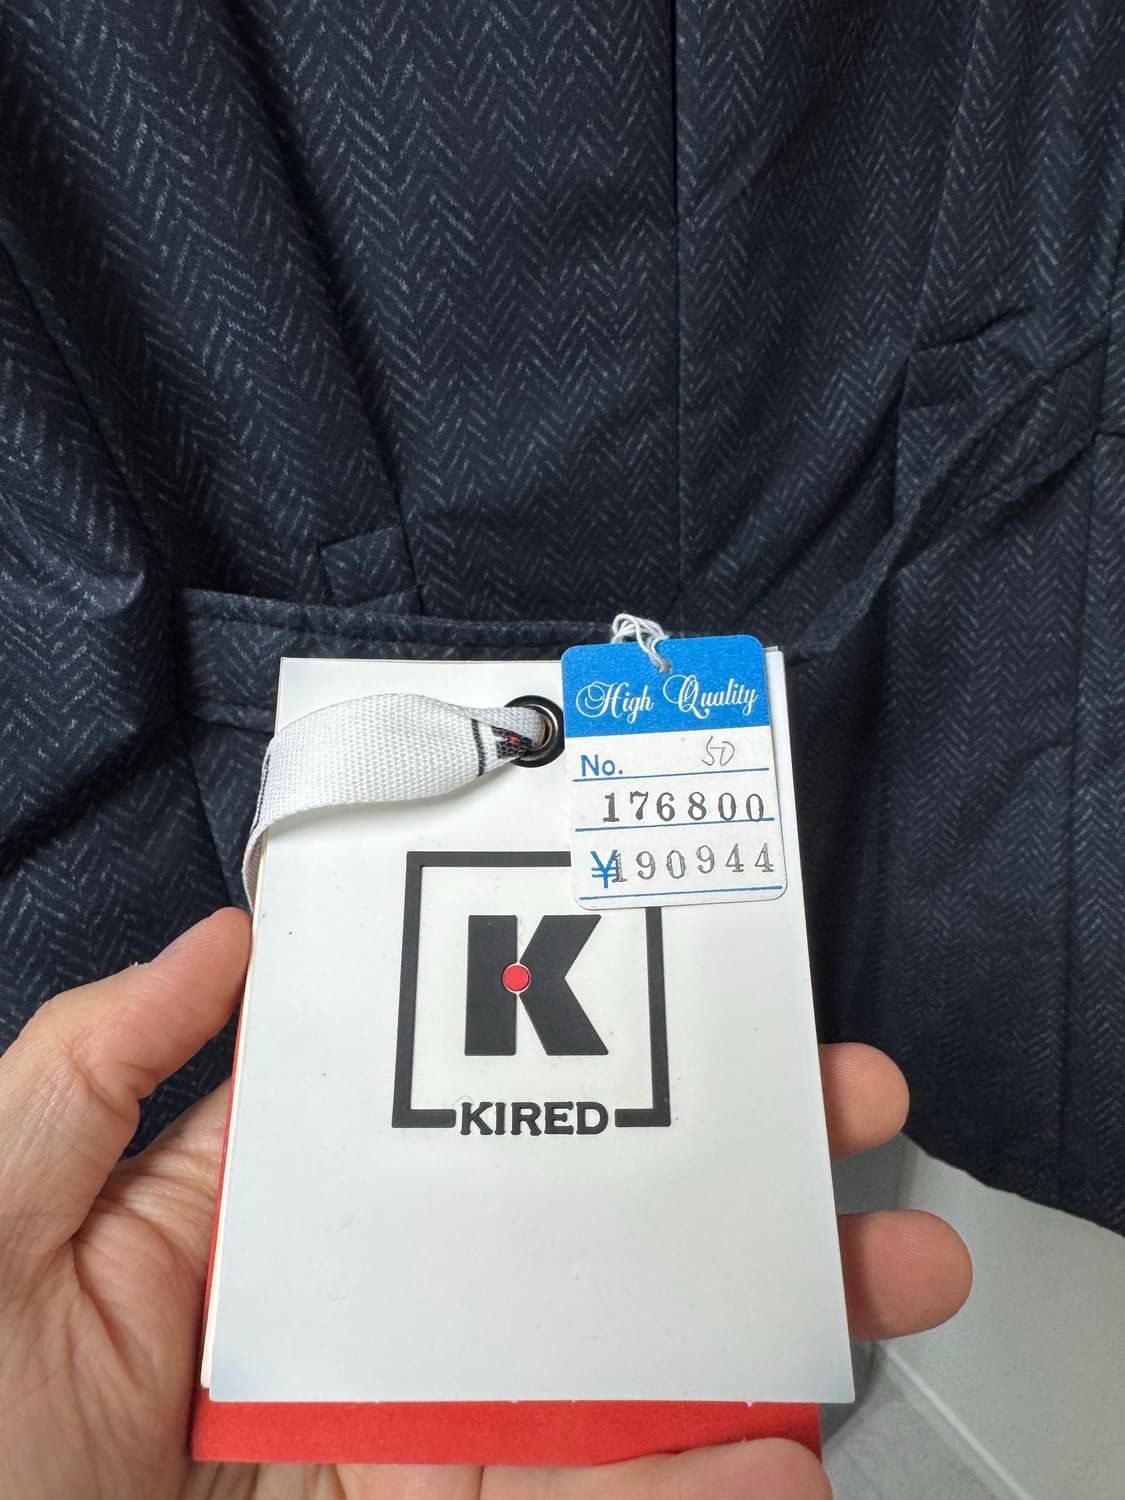 High Quality
No. 50
176800
¥190944
K
KIRED